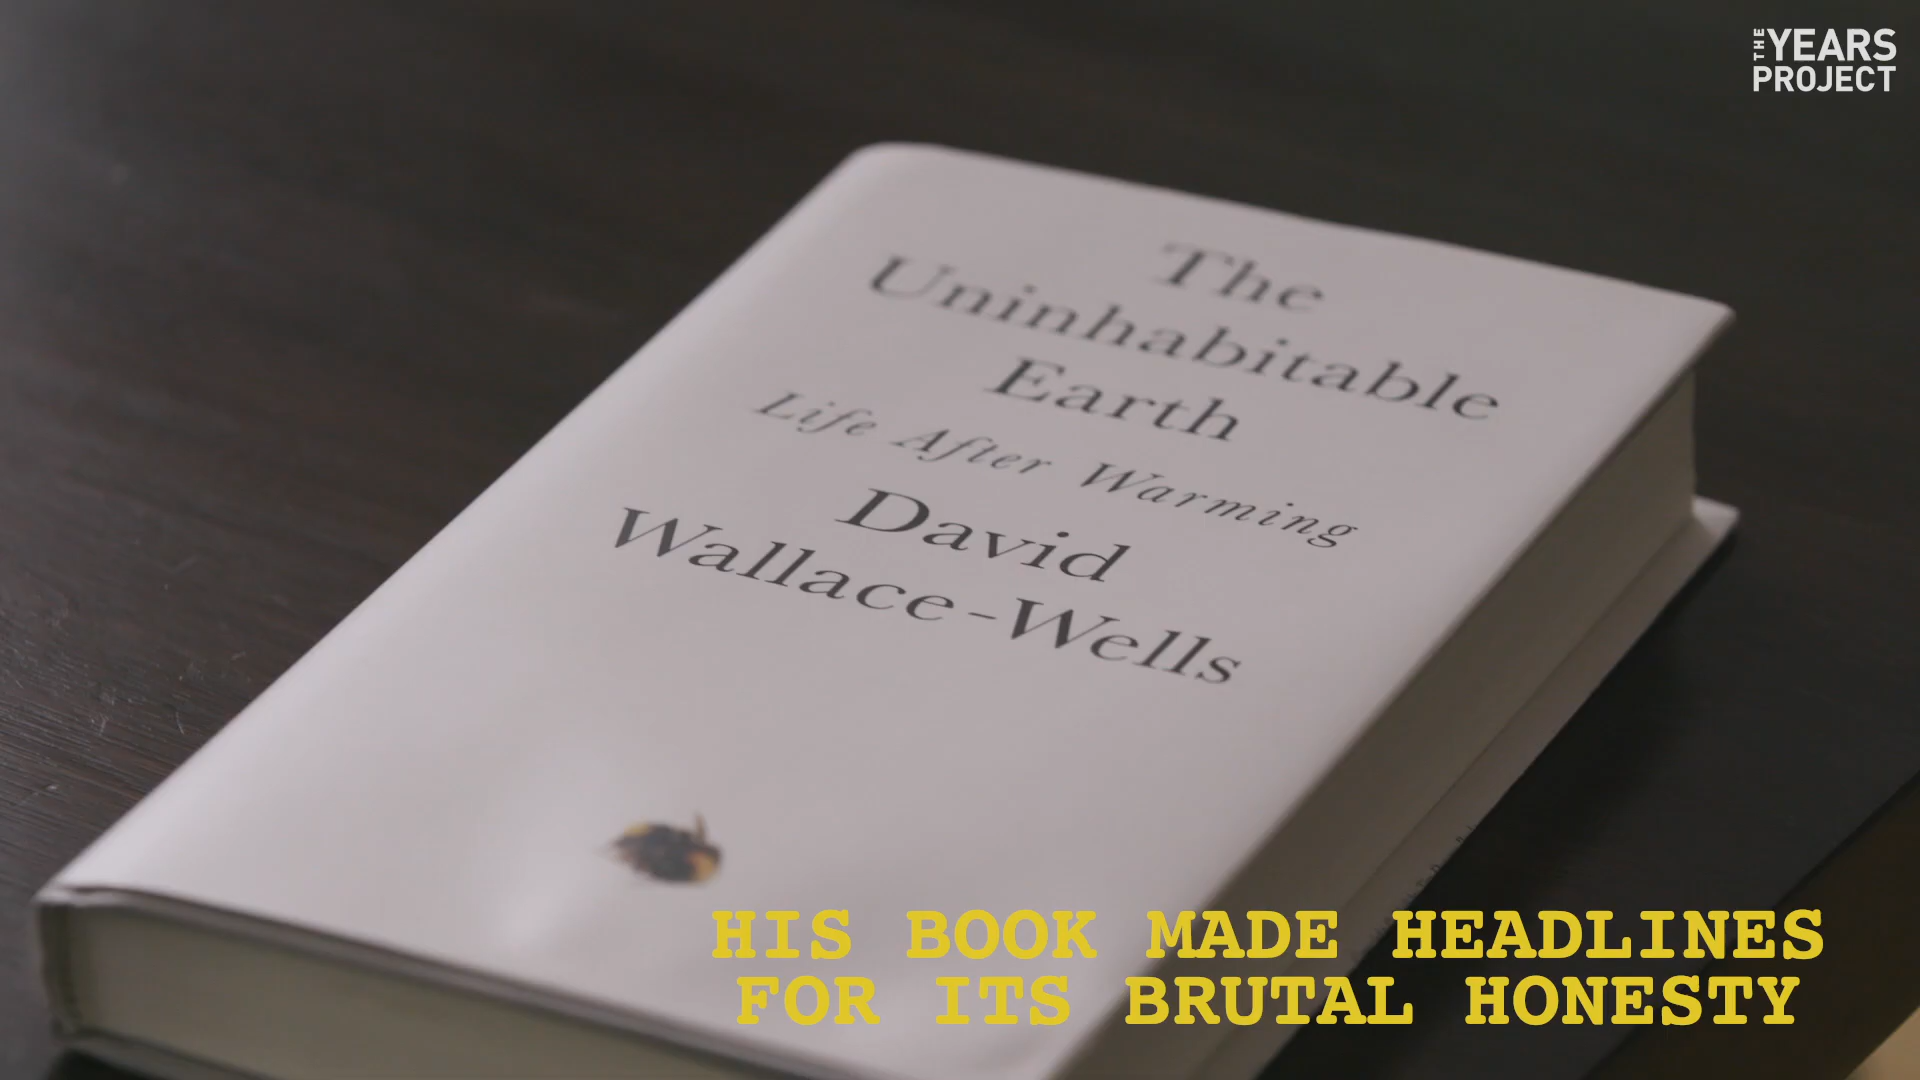 THE YEARS
PROJECT
The
Uninhabitable
Earth
Life After Warming
David
Wallace-Wells
HIS BOOK MADE HEADLINES
FOR ITS BRUTAL HONESTY